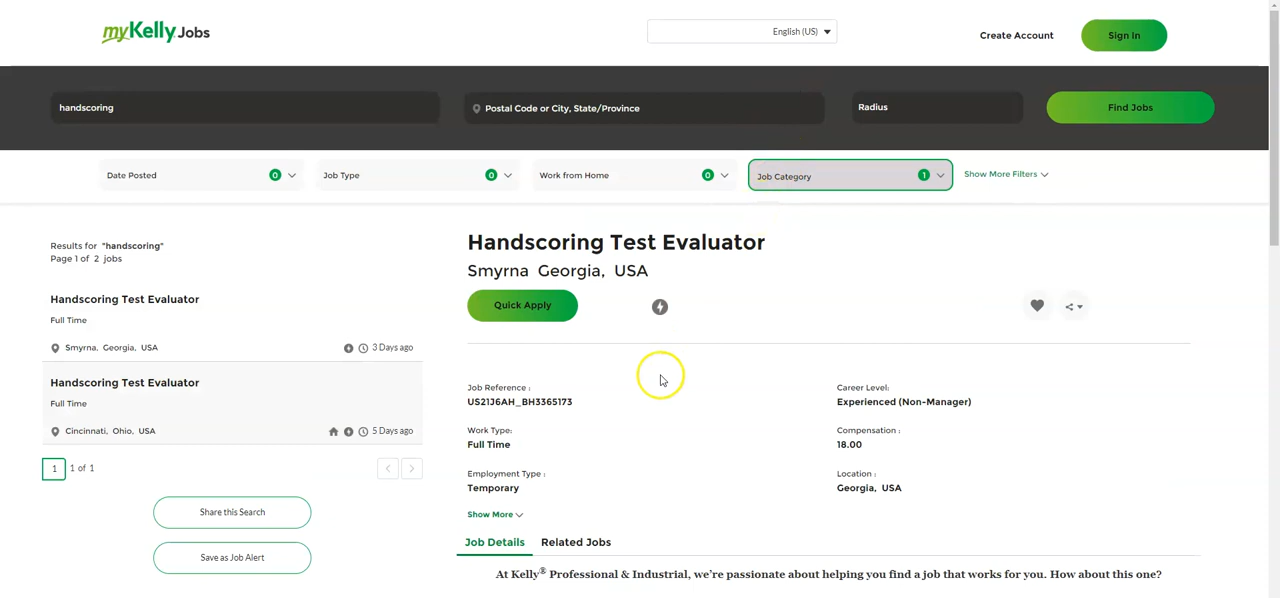 myKelly Jobs
English (US)
Create Account
Sign In
handscoring
Postal Code or City, State/Province
Radius
Find Jobs
Date Posted 0
Job Type 0
Work from Home 0
Job Category 1
Show More Filters
Results for "handscoring"
Page 1 of 2 jobs
Handscoring Test Evaluator
Full Time
Smyrna, Georgia, USA
3 Days ago
Handscoring Test Evaluator
Full Time
Cincinnati, Ohio, USA
5 Days ago
1 1 of 1
Share this Search
Save as Job Alert
Handscoring Test Evaluator
Smyrna Georgia, USA
Quick Apply
Job Reference :
US21J6AH_BH3365173
Career Level:
Experienced (Non-Manager)
Work Type:
Full Time
Compensation :
18.00
Employment Type :
Temporary
Location :
Georgia, USA
Show More
Job Details Related Jobs
At Kelly® Professional & Industrial, we're passionate about helping you find a job that works for you. How about this one?